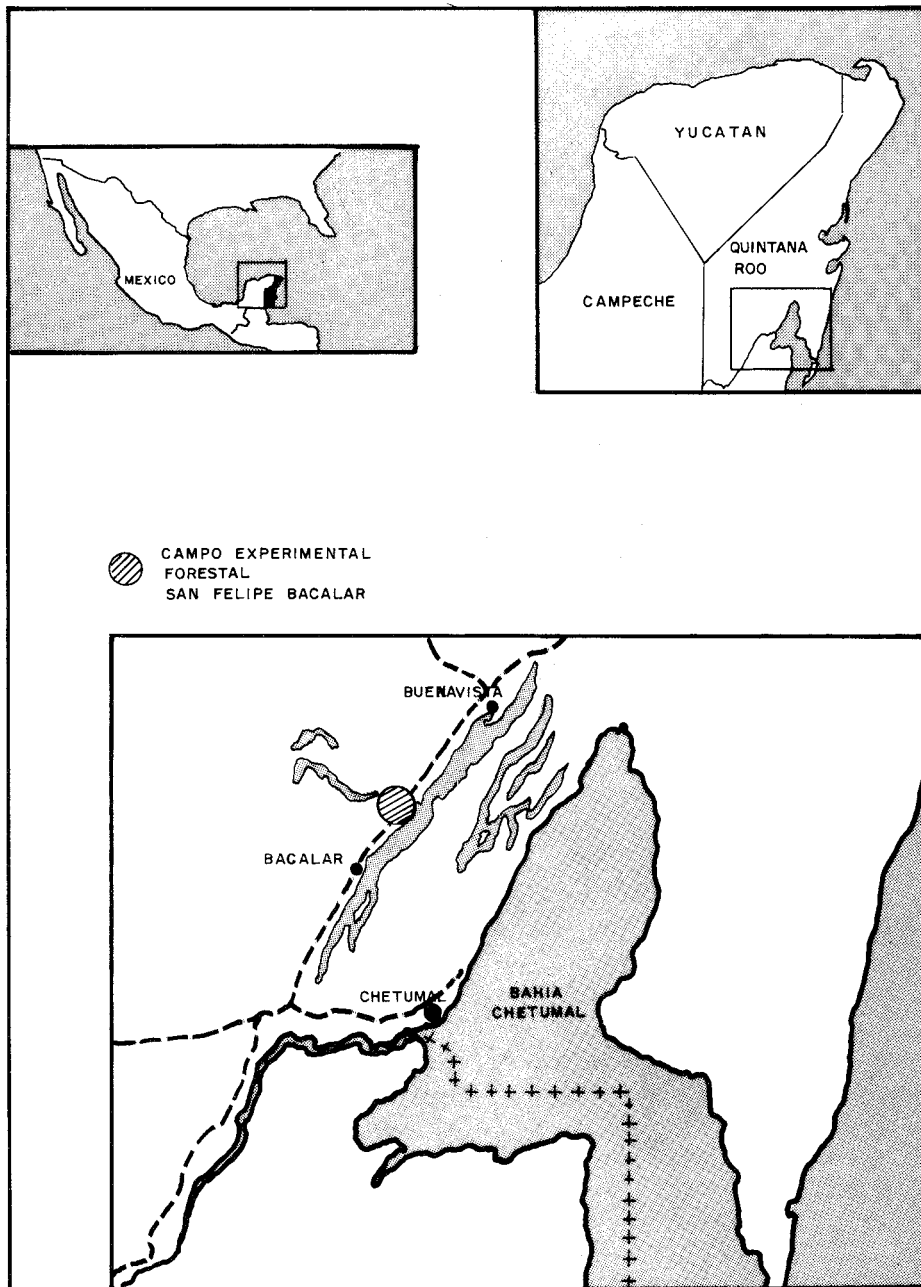 MEXICO
YUCATAN
QUINTANA
ROO
CAMPECHE
CAMPO EXPERIMENTAL
FORESTAL
SAN FELIPE BACALAR
BUENAVISTA
BACALAR
CHETUMAL
BAHIA
CHETUMAL